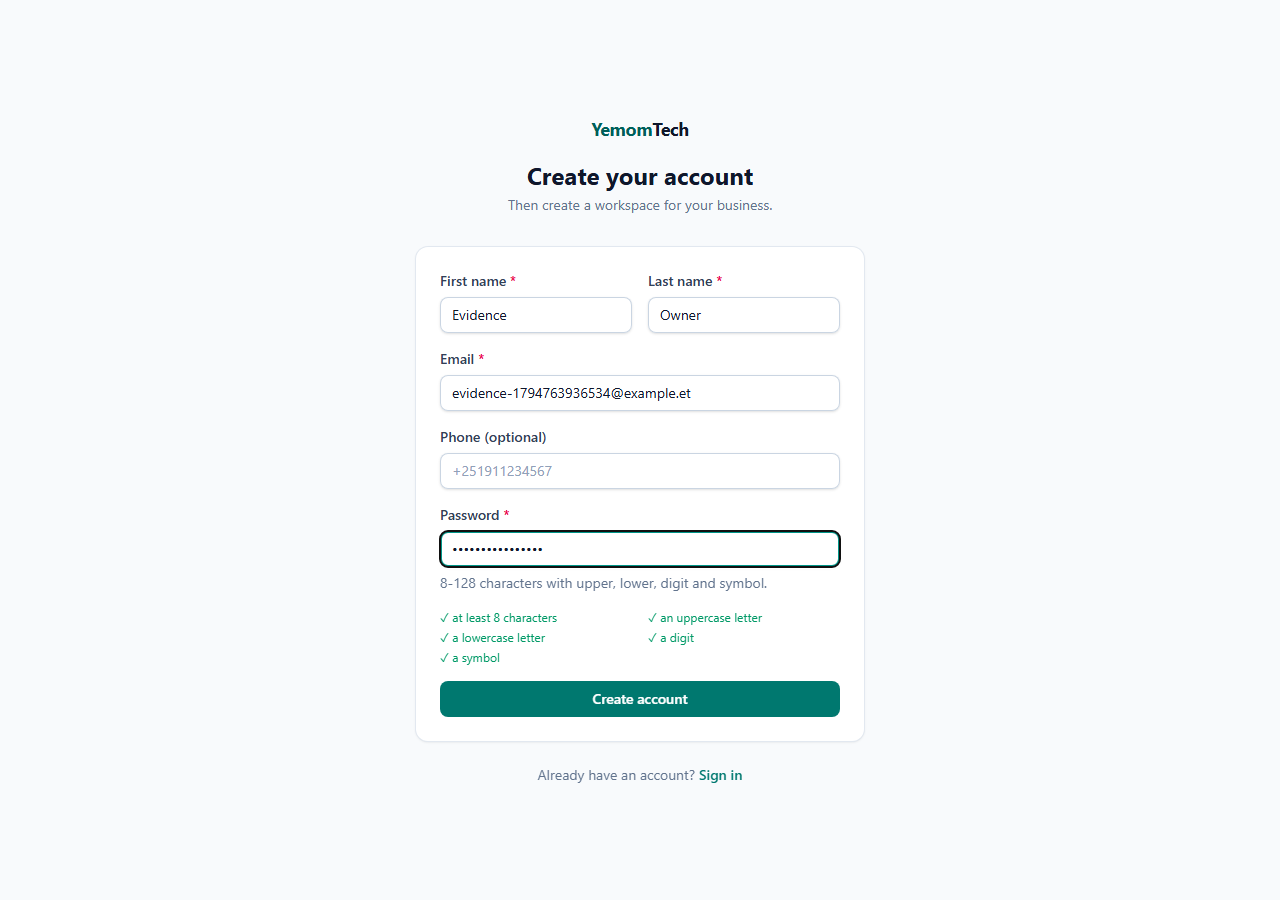 YemomTech
Create your account
Then create a workspace for your business.
First name * Last name *
Evidence Owner
Email *
evidence-1794763936534@example.et
Phone (optional)
+251911234567
Password *
••••••••••••••••
8-128 characters with upper, lower, digit and symbol.
✓ at least 8 characters ✓ an uppercase letter
✓ a lowercase letter ✓ a digit
✓ a symbol
Create account
Already have an account? Sign in